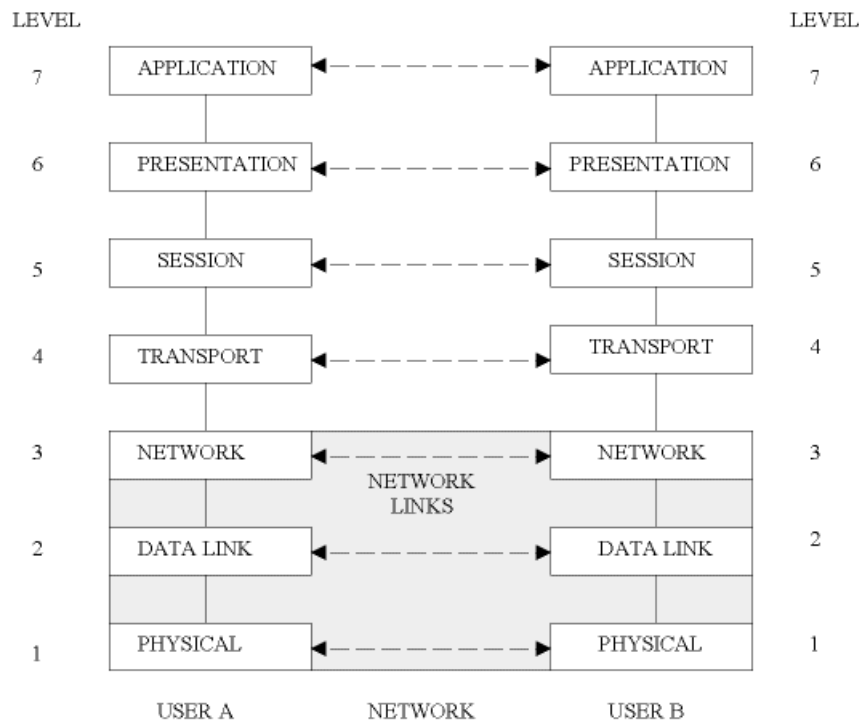 LEVEL LEVEL
7 APPLICATION APPLICATION 7
6 PRESENTATION PRESENTATION 6
5 SESSION SESSION 5
4 TRANSPORT TRANSPORT 4
3 NETWORK NETWORK 3
NETWORK
LINKS
2 DATA LINK DATA LINK 2
1 PHYSICAL PHYSICAL 1
USER A NETWORK USER B